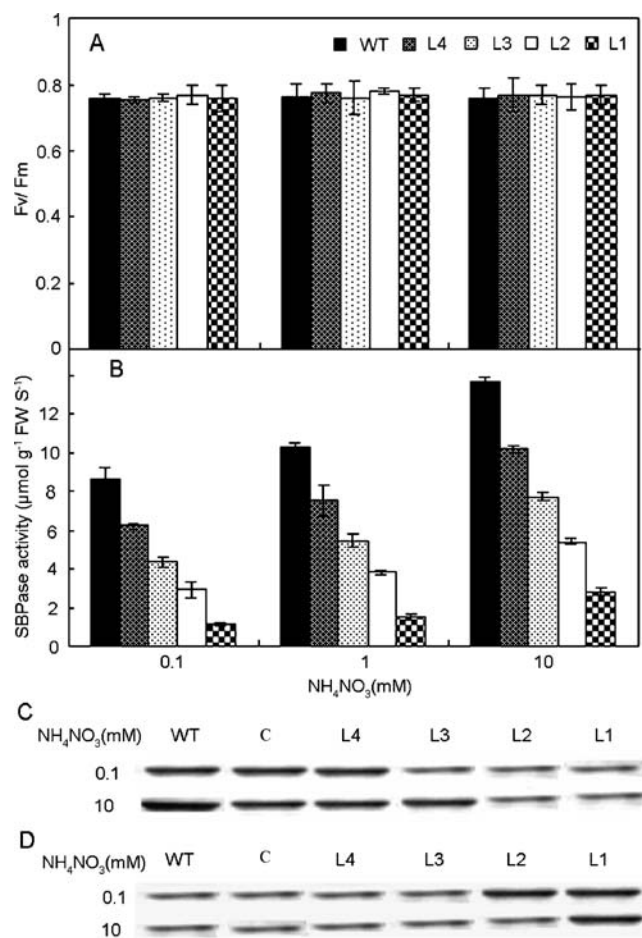 A
WT L4 L3 L2 L1
1
0.8
0.6
0.4
0.2
0
Fv/ Fm
B
12
10
8
6
4
2
0
SBPase activity (μmol g⁻¹ FW S⁻¹)
0.1 1 10
NH₄NO₃(mM)
C
NH₄NO₃(mM) WT C L4 L3 L2 L1
0.1
10
D
NH₄NO₃(mM) WT C L4 L3 L2 L1
0.1
10